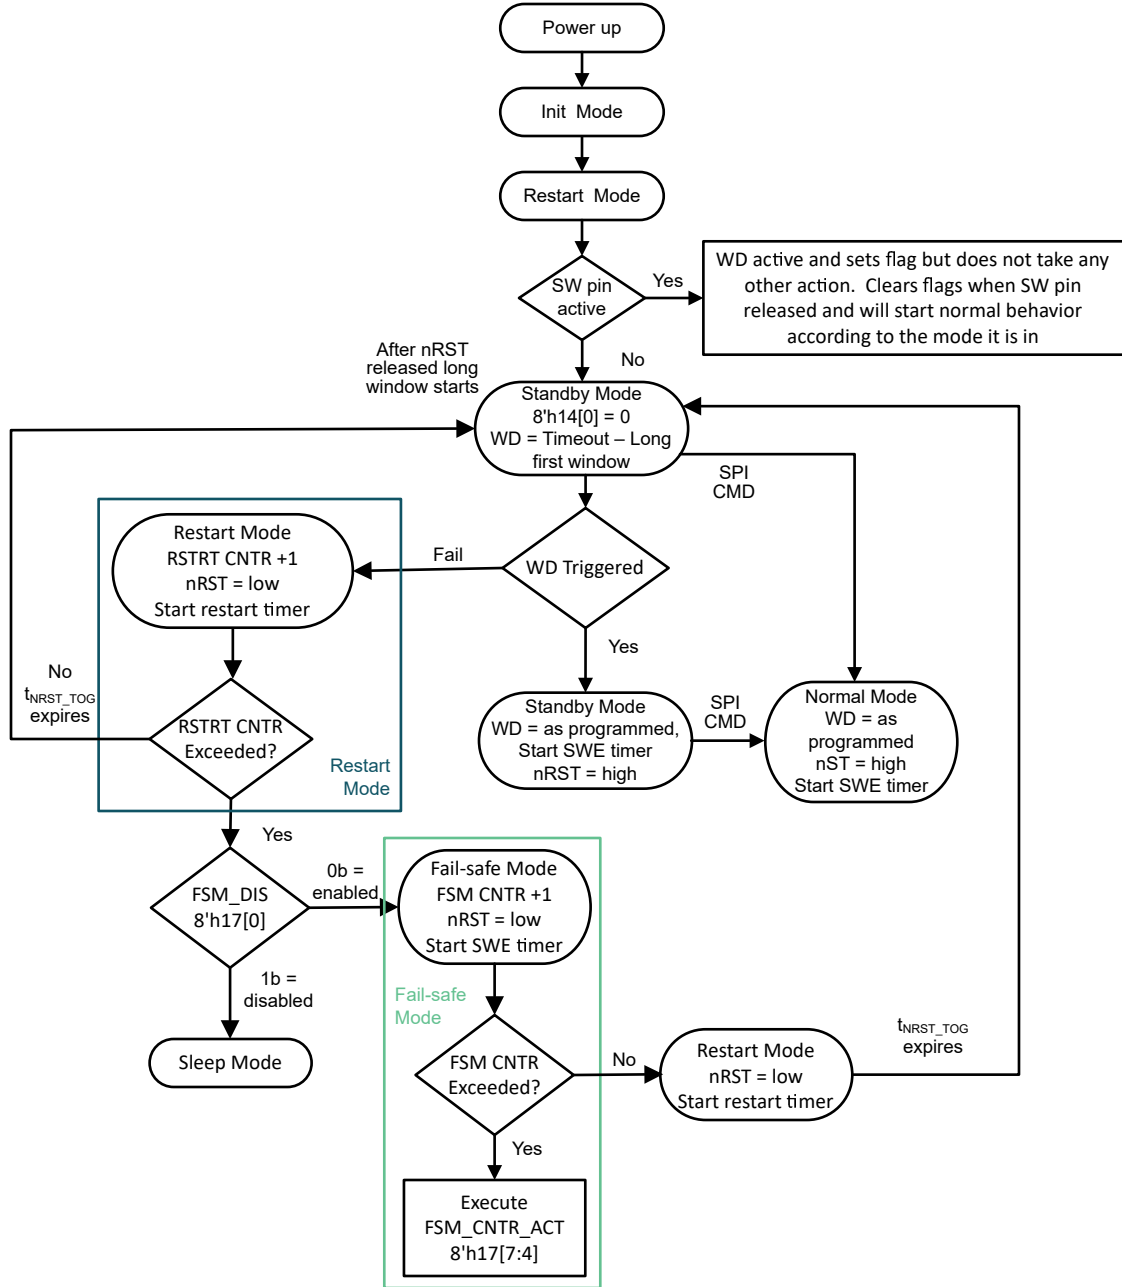 Power up
Init Mode
Restart Mode
SW pin
active
Yes
WD active and sets flag but does not take any
other action. Clears flags when SW pin
released and will start normal behavior
according to the mode it is in
No
After nRST
released long
window starts
Standby Mode
8'h14[0] = 0
WD = Timeout – Long
first window
SPI
CMD
Restart Mode
RSTRT CNTR +1
nRST = low
Start restart timer
Fail
WD Triggered
Yes
No
tNRST_TOG
expires
RSTRT CNTR
Exceeded?
Restart
Mode
Standby Mode
WD = as programmed,
Start SWE timer
nRST = high
SPI
CMD
Normal Mode
WD = as
programmed
nST = high
Start SWE timer
Yes
FSM_DIS
8'h17[0]
0b =
enabled
Fail-safe Mode
FSM CNTR +1
nRST = low
Start SWE timer
1b =
disabled
Fail-safe
Mode
Sleep Mode
FSM CNTR
Exceeded?
No
Restart Mode
nRST = low
Start restart timer
tNRST_TOG
expires
Yes
Execute
FSM_CNTR_ACT
8'h17[7:4]